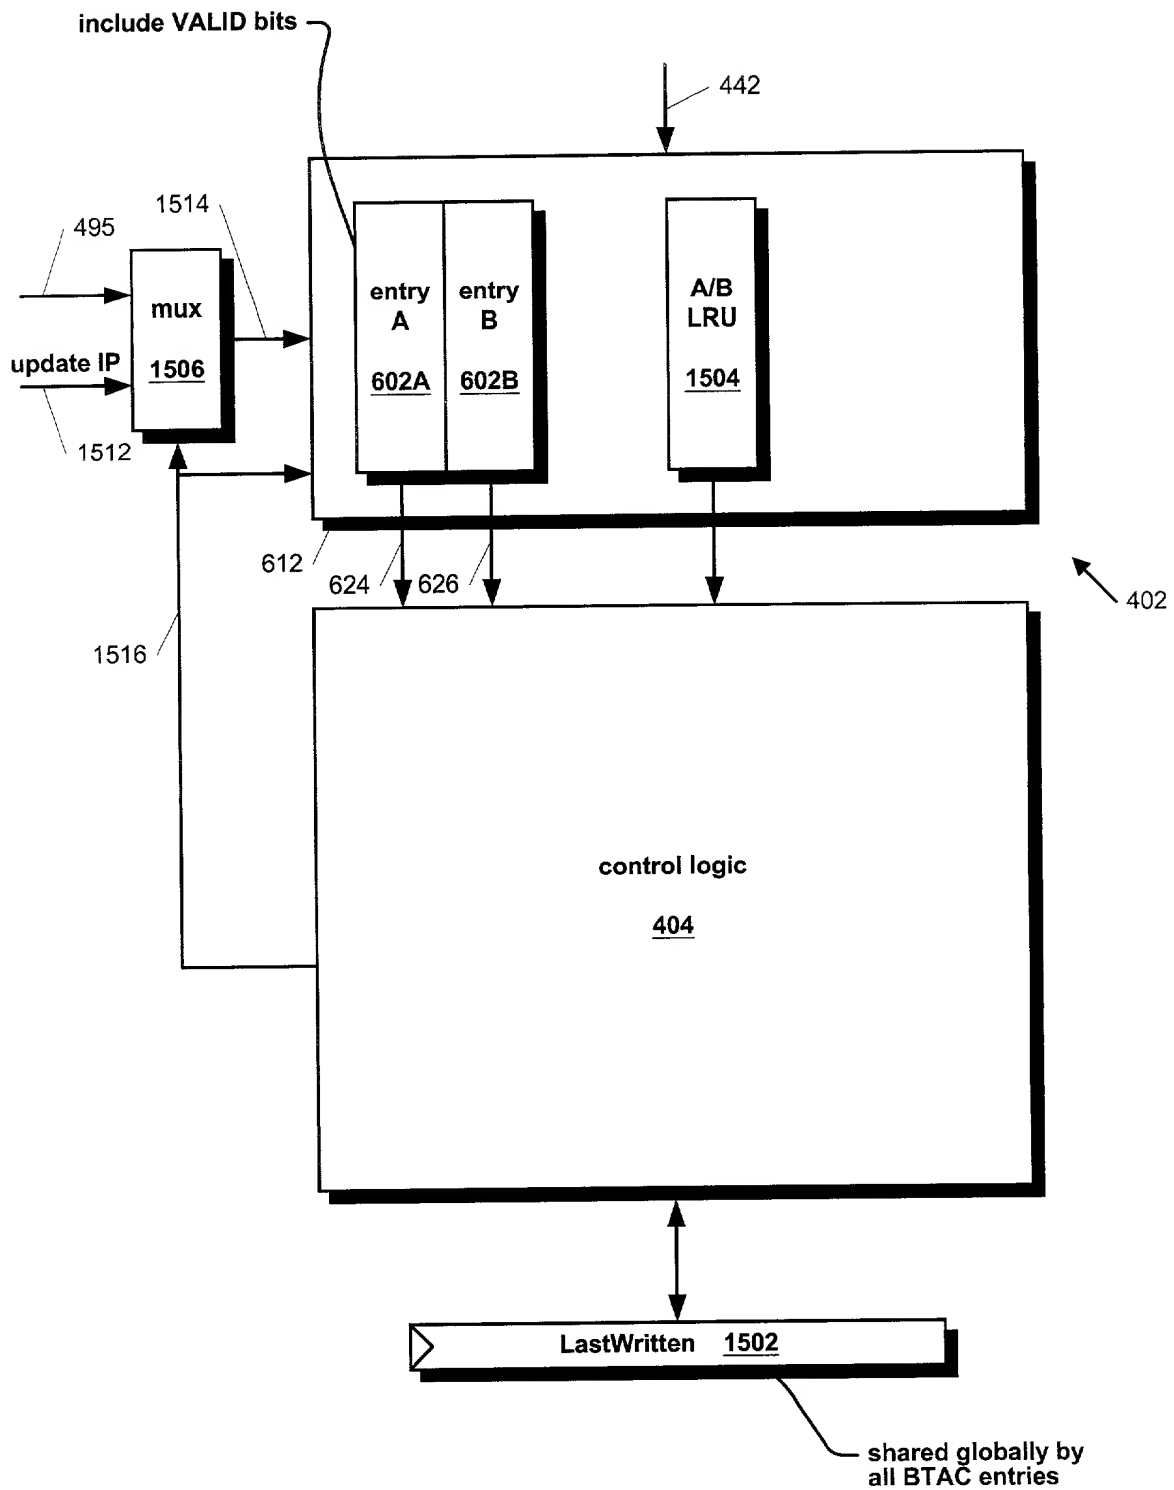 include VALID bits
442
1514
495
mux
1506
update IP
1512
entry
A
602A
entry
B
602B
A/B
LRU
1504
612
624
626
402
1516
control logic
404
LastWritten 1502
shared globally by
all BTAC entries